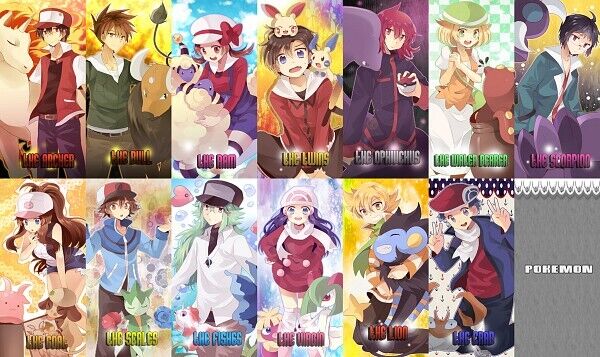 THE ARCHER
THE BULL
THE RAM
THE TWINS
THE OPHIUCHUS
THE WATER BEARER
THE SCORPION
THE GOAT
THE SCALES
THE FISHES
THE VIRGIN
THE LION
THE CRAB
POKEMON